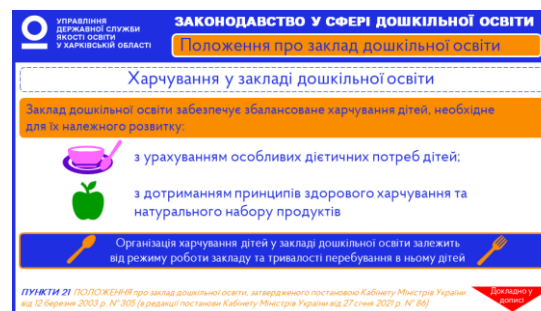 УПРАВЛІННЯ
ДЕРЖАВНОЇ СЛУЖБИ
ЯКОСТІ ОСВІТИ
У ХАРКІВСЬКІЙ ОБЛАСТІ
ЗАКОНОДАВСТВО У СФЕРІ ДОШКІЛЬНОЇ ОСВІТИ
Положення про заклад дошкільної освіти
Харчування у закладі дошкільної освіти
Заклад дошкільної освіти забезпечує збалансоване харчування дітей, необхідне
для їх належного розвитку:
з урахуванням особливих дієтичних потреб дітей;
з дотриманням принципів здорового харчування та
натурального набору продуктів
Організація харчування дітей у закладі дошкільної освіти залежить
від режиму роботи закладу та тривалості перебування в ньому дітей
ПУНКТИ 21 ПОЛОЖЕННЯ про заклад дошкільної освіти, затвердженого постановою Кабінету Міністрів України
від 12 березня 2003 р. № 305 (в редакції постанови Кабінету Міністрів України від 27 січня 2021 р. № 86)
Докладно у
дописі